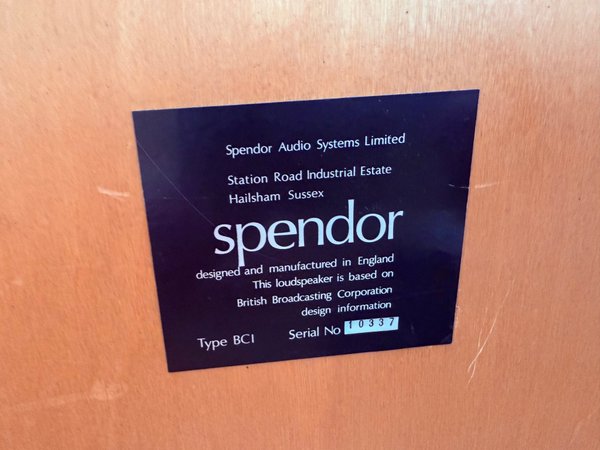 Spendor Audio Systems Limited
Station Road Industrial Estate
Hailsham Sussex
spendor
designed and manufactured in England
This loudspeaker is based on
British Broadcasting Corporation
design information
Type BC1 Serial No 10337